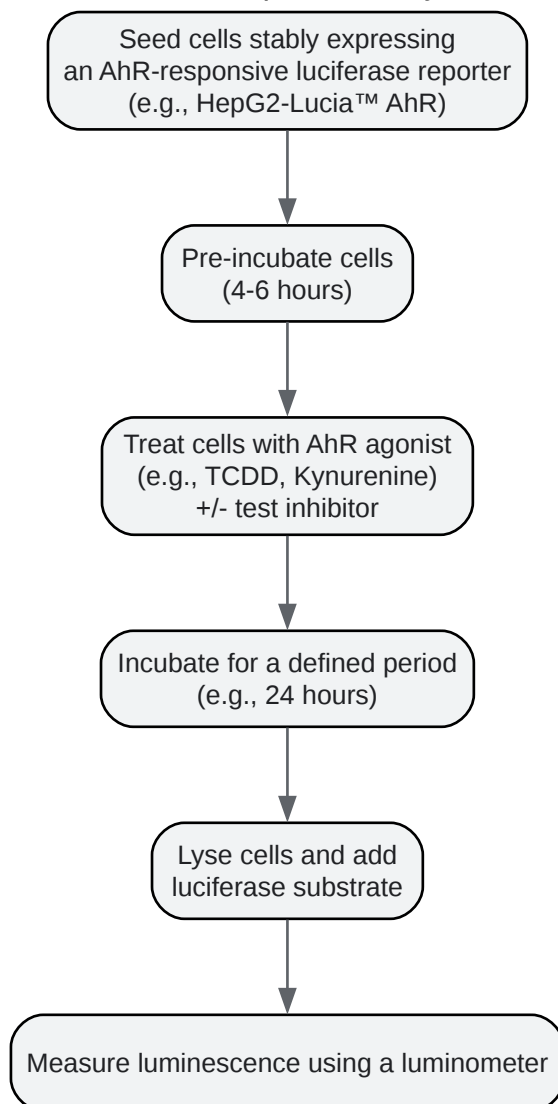 Seed cells stably expressing
an AhR-responsive luciferase reporter
(e.g., HepG2-Lucia™ AhR)
Pre-incubate cells
(4-6 hours)
Treat cells with AhR agonist
(e.g., TCDD, Kynurenine)
+/- test inhibitor
Incubate for a defined period
(e.g., 24 hours)
Lyse cells and add
luciferase substrate
Measure luminescence using a luminometer